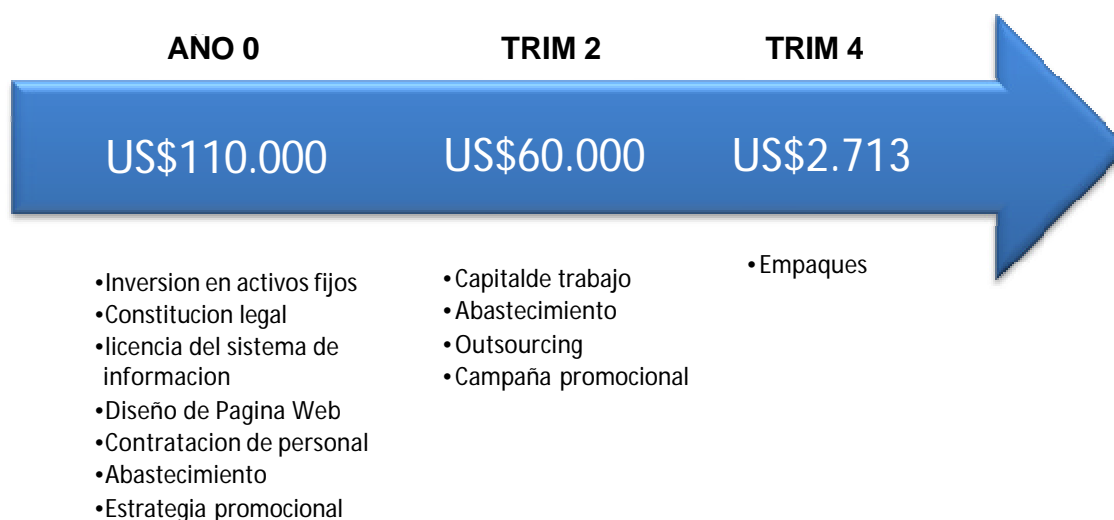 AÑO 0
TRIM 2
TRIM 4
US$110.000
US$60.000
US$2.713
•Inversion en activos fijos
•Constitucion legal
•licencia del sistema de
informacion
•Diseño de Pagina Web
•Contratacion de personal
•Abastecimiento
•Estrategia promocional
•Capitalde trabajo
•Abastecimiento
•Outsourcing
•Campaña promocional
•Empaques